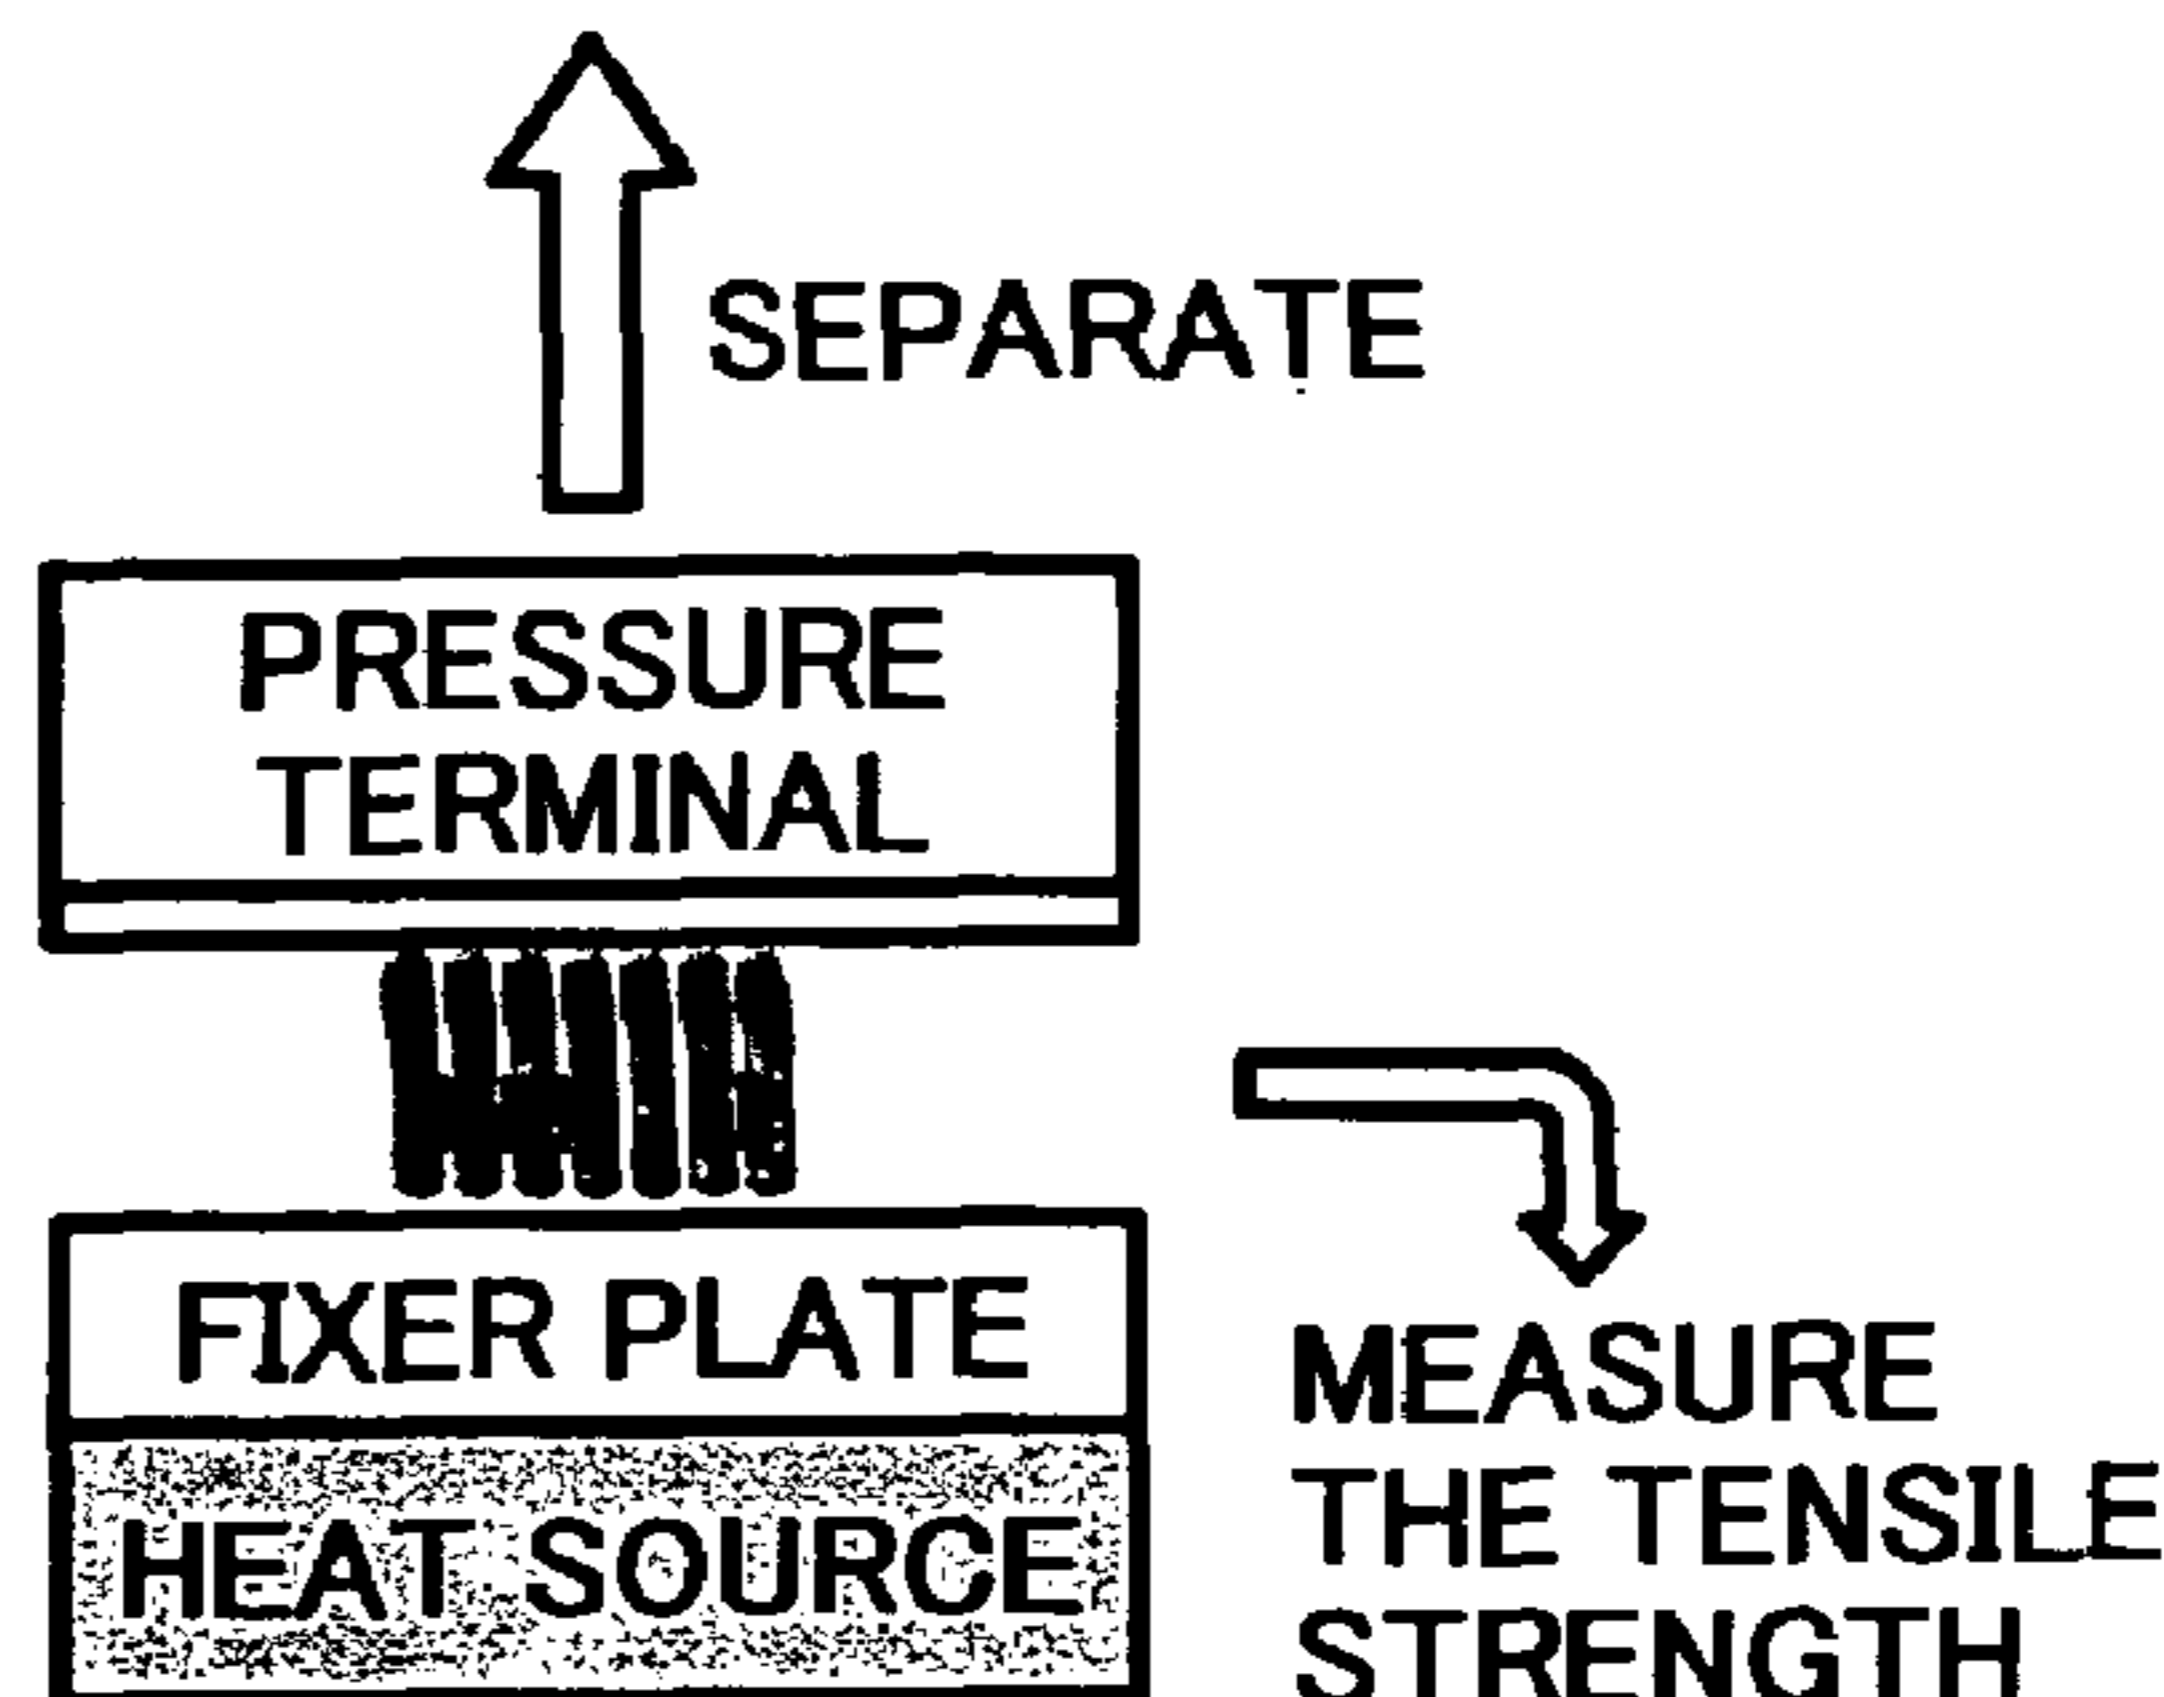 SEPARATE
PRESSURE
TERMINAL
FIXER PLATE
HEAT SOURCE
MEASURE
THE TENSILE
STRENGTH